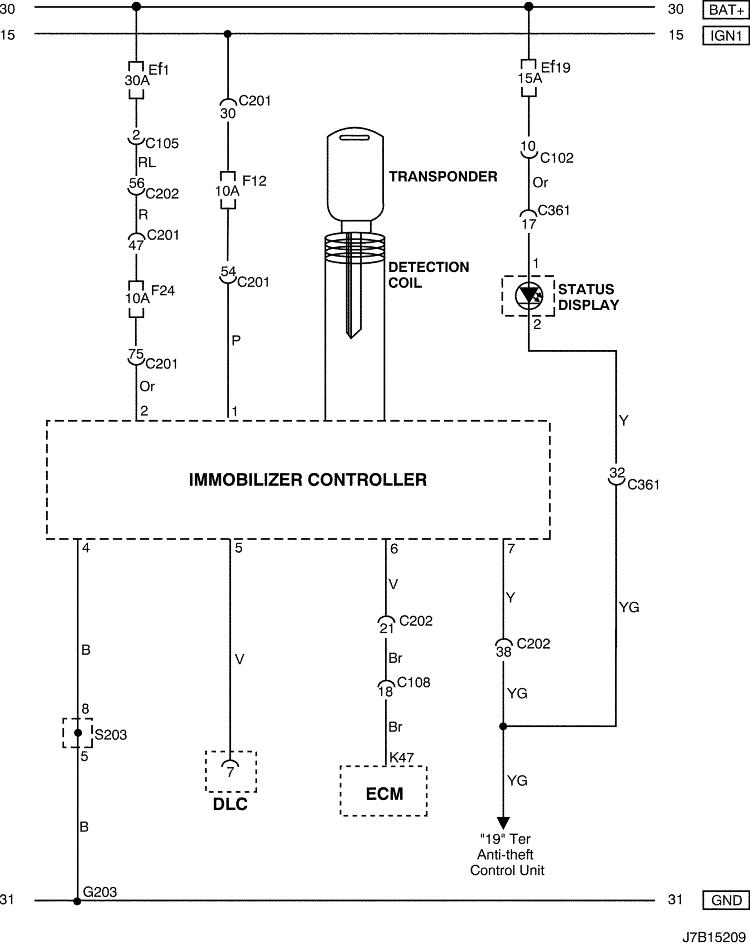 30 30 BAT+
15 15 IGN1
Ef1
30A
Ef19
15A
C201
30
2
C105
RL
10
C102
56
C202
R
F12
10A
TRANSPONDER
Or
C201
47
C361
17
1
DETECTION
COIL
54
C201
F24
10A
STATUS
DISPLAY
2
P
75
C201
Or
2 1
Y
IMMOBILIZER CONTROLLER
32
C361
4 5 6 7
V
Y
YG
C202
21
C202
38
B
V
Br
C108
18
YG
8
S203
5
Br
K47
7
DLC
ECM
YG
B
"19" Ter
Anti-theft
Control Unit
G203
31 31 GND
J7B15209